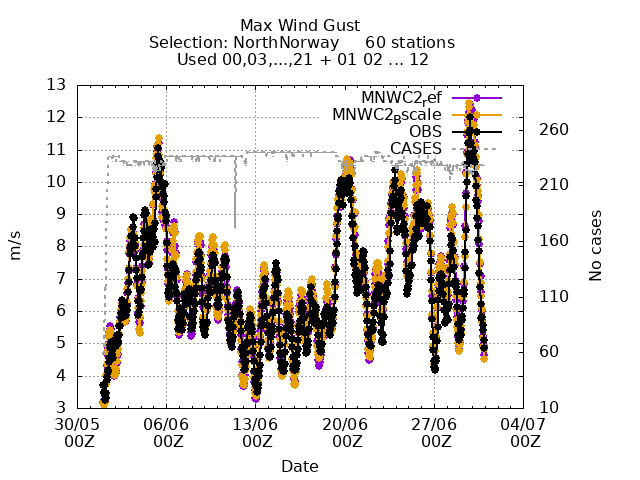 Max Wind Gust
Selection: NorthNorway 60 stations
Used 00,03,...,21 + 01 02 ... 12
13
12
11
10
9
8
7
6
5
4
3
m/s
MNWC2ref
MNWC2Bscale
OBS
CASES
260
210
160
110
60
10
No cases
30/05 06/06 13/06 20/06 27/06 04/07
00Z 00Z 00Z 00Z 00Z 00Z
Date